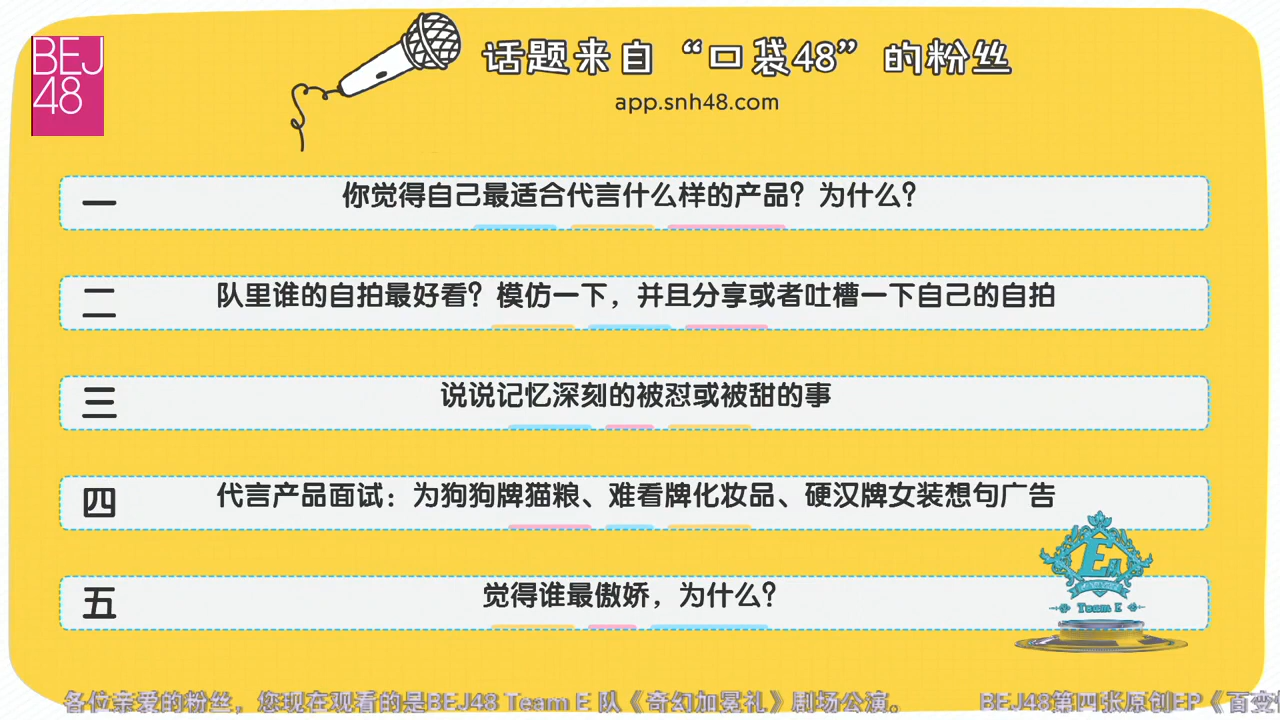 BEJ
48
话题来自“口袋48”的粉丝
app.snh48.com
一 你觉得自己最适合代言什么样的产品？为什么？
二 队里谁的自拍最好看？模仿一下，并且分享或者吐槽一下自己的自拍
三 说说记忆深刻的被怼或被甜的事
四 代言产品面试：为狗狗牌猫粮、难看牌化妆品、硬汉牌女装想句广告
五 觉得谁最傲娇，为什么？
E队
Team E
各位亲爱的粉丝，您现在观看的是BEJ48 Team E 队《奇幻加冕礼》剧场公演。 BEJ48第四张原创EP《百变